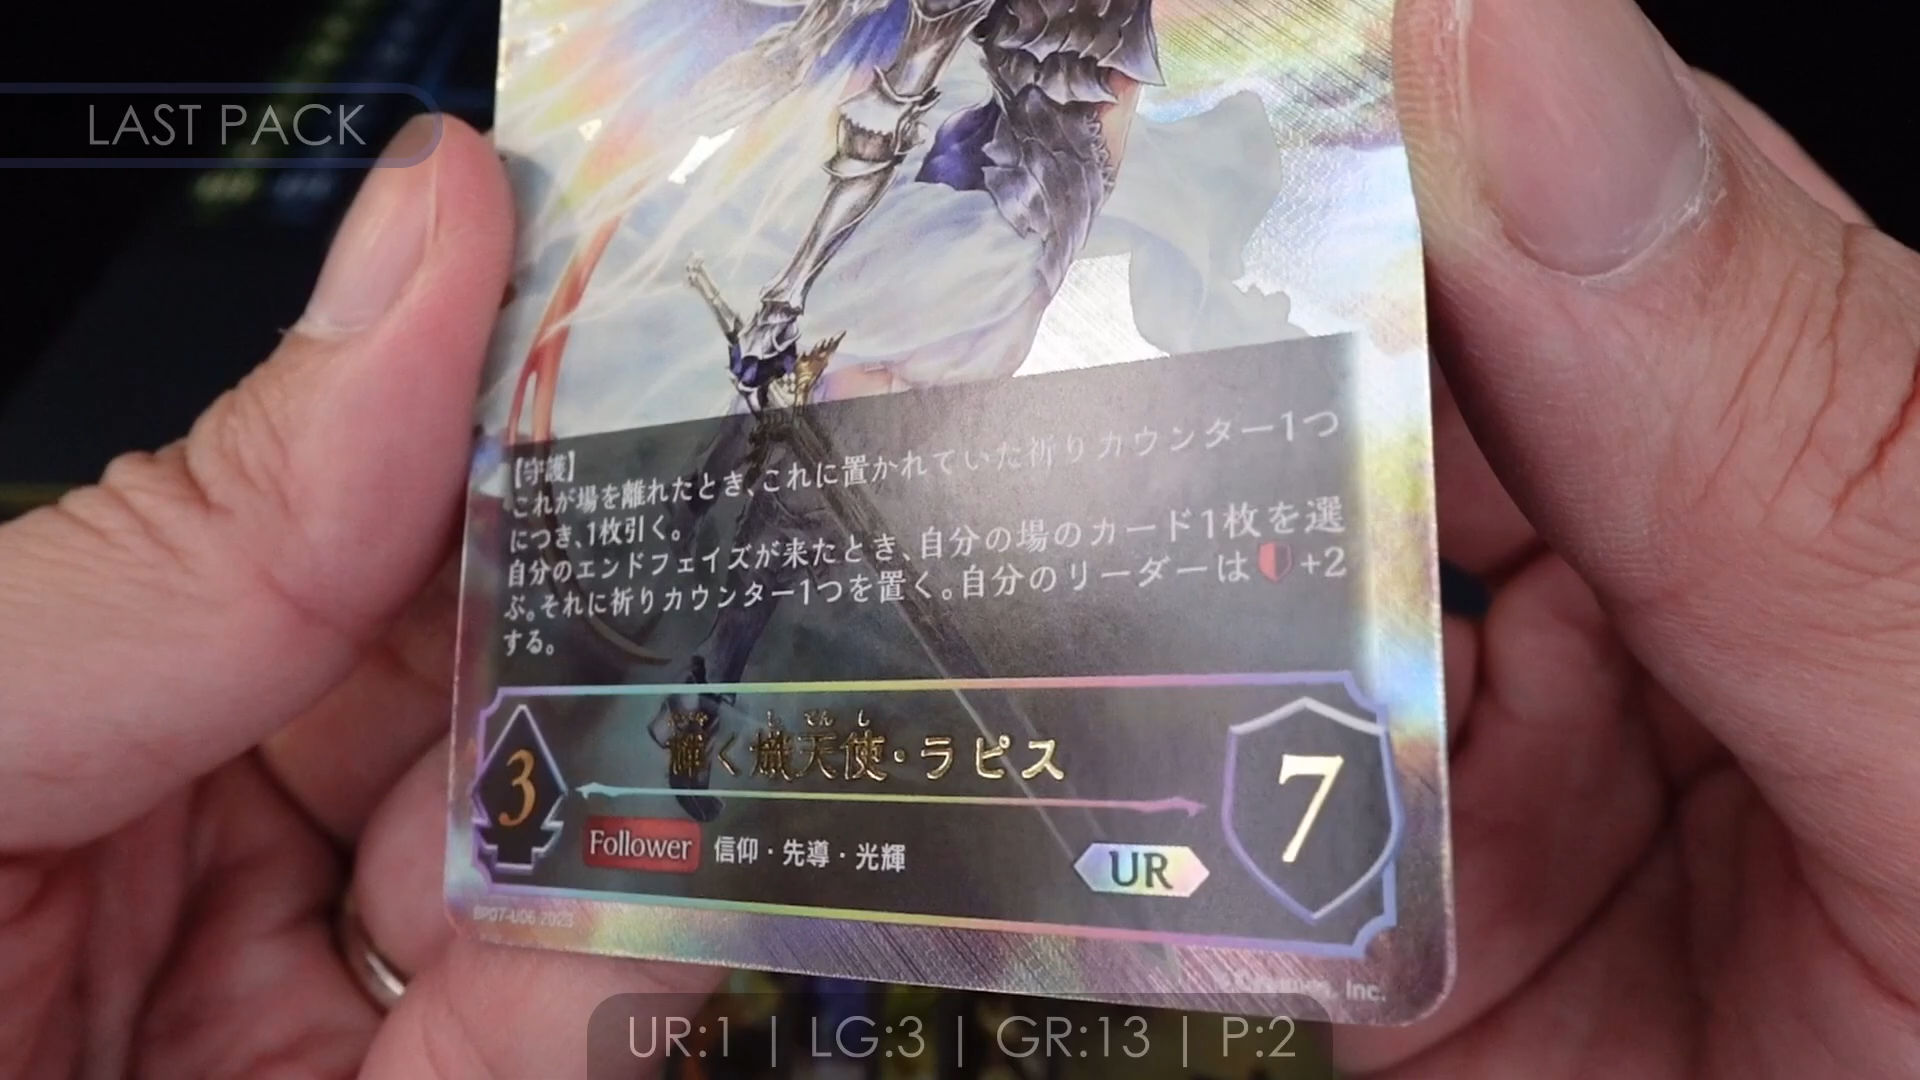 LAST PACK
【守護】
これが場を離れたとき、これに置かれていた祈りカウンター1つ
につき、1枚引く。
自分のエンドフェイズが来たとき、自分の場のカード1枚を選
ぶ。それに祈りカウンター1つを置く。自分のリーダーは+2
する。
し てん し
輝く熾天使・ラピス
3
7
Follower 信仰・先導・光輝
UR
BP07-U06 2023
Inc.
UR:1 | LG:3 | GR:13 | P:2